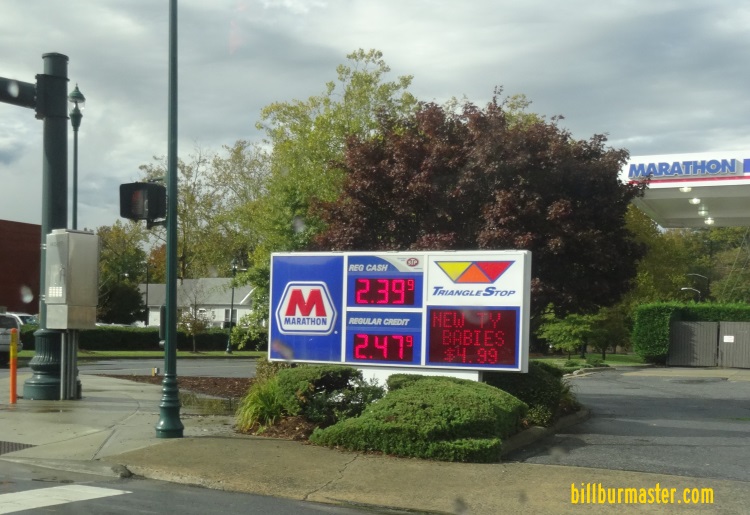 MARATHON
REG CASH
STP
2.39 9
TRIANGLE STOP
M
MARATHON
REGULAR CREDIT
2.47 9
NEW TY
BABIES
$4.99
billburmaster.com